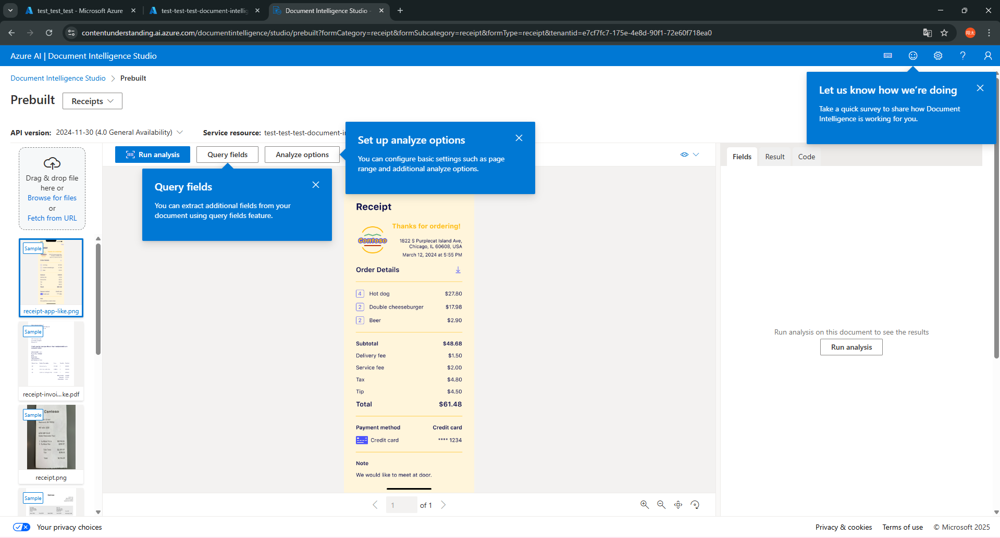 test_test_test - Microsoft Azure
test-test-test-document-intellig
Document Intelligence Studio -
contentunderstanding.ai.azure.com/documentintelligence/studio/prebuilt?formCategory=receipt&formSubcategory=receipt&formType=receipt&tenantid=e7cf7fc7-175e-4e8d-90f1-72e60f718ea0
翔太
Azure AI | Document Intelligence Studio
Document Intelligence Studio > Prebuilt
Prebuilt
Receipts
Let us know how we're doing
Take a quick survey to share how Document
Intelligence is working for you.
API version: 2024-11-30 (4.0 General Availability)
Service resource: test-test-test-document-i
Set up analyze options
You can configure basic settings such as page
range and additional analyze options.
Drag & drop file
here or
Browse for files
or
Fetch from URL
Run analysis
Query fields
Analyze options
Query fields
You can extract additional fields from your
document using query fields feature.
Fields
Result
Code
Sample
receipt-app-like.png
Sample
receipt-invoi...ke.pdf
Sample
Contoso
receipt.png
Sample
Receipt
Thanks for ordering!
Contoso
1822 S Purplecat Island Ave,
Chicago, IL 60608, USA
March 12, 2024 at 5:55 PM
Order Details
4 Hot dog $27.80
2 Double cheeseburger $17.98
2 Beer $2.90
Subtotal $48.68
Delivery fee $1.50
Service fee $2.00
Tax $4.80
Tip $4.50
Total $61.48
Payment method Credit card
Credit card **** 1234
Note
We would like to meet at door.
Run analysis on this document to see the results
Run analysis
1 of 1
Your privacy choices
Privacy & cookies
Terms of use
© Microsoft 2025